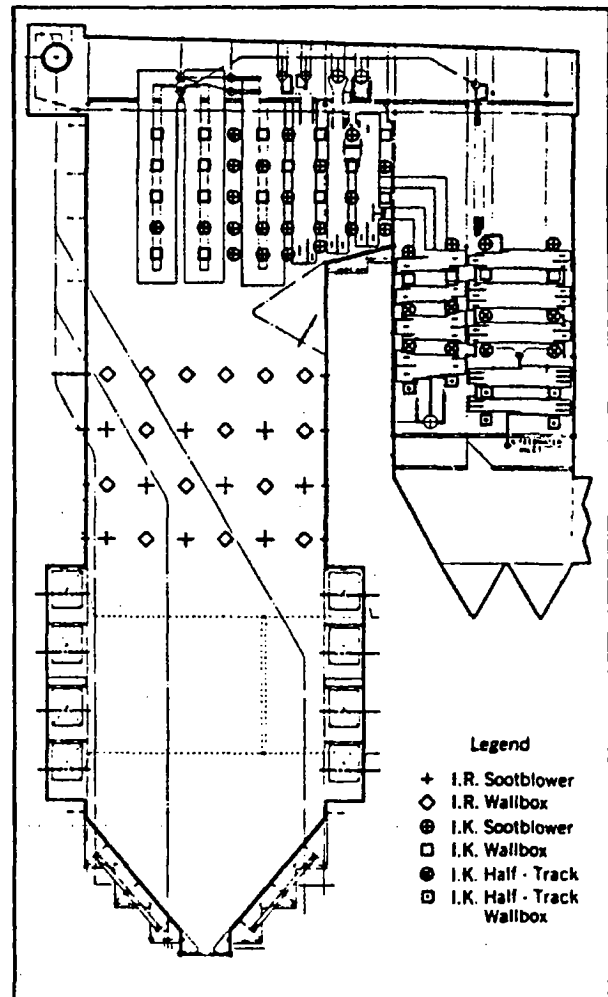 Legend
+ I.R. Sootblower
◇ I.R. Wallbox
⊕ I.K. Sootblower
□ I.K. Wallbox
⊗ I.K. Half - Track
⊡ I.K. Half - Track
Wallbox